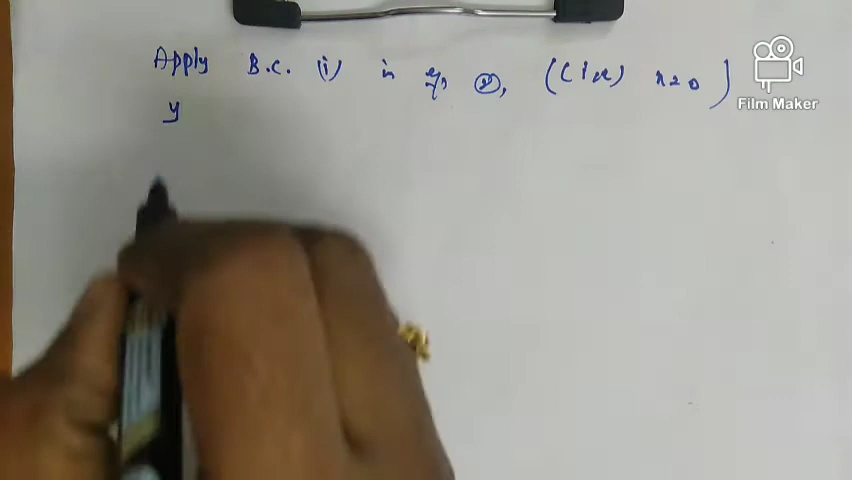 Apply B.C. (i) in eq ②, (i.e) x=0
y
Film Maker